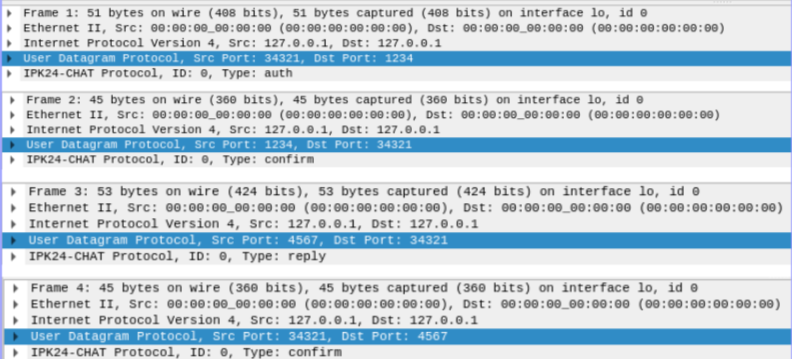 Frame 1: 51 bytes on wire (408 bits), 51 bytes captured (408 bits) on interface lo, id 0
Ethernet II, Src: 00:00:00_00:00:00 (00:00:00:00:00:00), Dst: 00:00:00_00:00:00 (00:00:00:00:00:00)
Internet Protocol Version 4, Src: 127.0.0.1, Dst: 127.0.0.1
User Datagram Protocol, Src Port: 34321, Dst Port: 1234
IPK24-CHAT Protocol, ID: 0, Type: auth
Frame 2: 45 bytes on wire (360 bits), 45 bytes captured (360 bits) on interface lo, id 0
Ethernet II, Src: 00:00:00_00:00:00 (00:00:00:00:00:00), Dst: 00:00:00_00:00:00 (00:00:00:00:00:00)
Internet Protocol Version 4, Src: 127.0.0.1, Dst: 127.0.0.1
User Datagram Protocol, Src Port: 1234, Dst Port: 34321
IPK24-CHAT Protocol, ID: 0, Type: confirm
Frame 3: 53 bytes on wire (424 bits), 53 bytes captured (424 bits) on interface lo, id 0
Ethernet II, Src: 00:00:00_00:00:00 (00:00:00:00:00:00), Dst: 00:00:00_00:00:00 (00:00:00:00:00:00)
Internet Protocol Version 4, Src: 127.0.0.1, Dst: 127.0.0.1
User Datagram Protocol, Src Port: 4567, Dst Port: 34321
IPK24-CHAT Protocol, ID: 0, Type: reply
Frame 4: 45 bytes on wire (360 bits), 45 bytes captured (360 bits) on interface lo, id 0
Ethernet II, Src: 00:00:00_00:00:00 (00:00:00:00:00:00), Dst: 00:00:00_00:00:00 (00:00:00:00:00:00)
Internet Protocol Version 4, Src: 127.0.0.1, Dst: 127.0.0.1
User Datagram Protocol, Src Port: 34321, Dst Port: 4567
IPK24-CHAT Protocol, ID: 0, Type: confirm